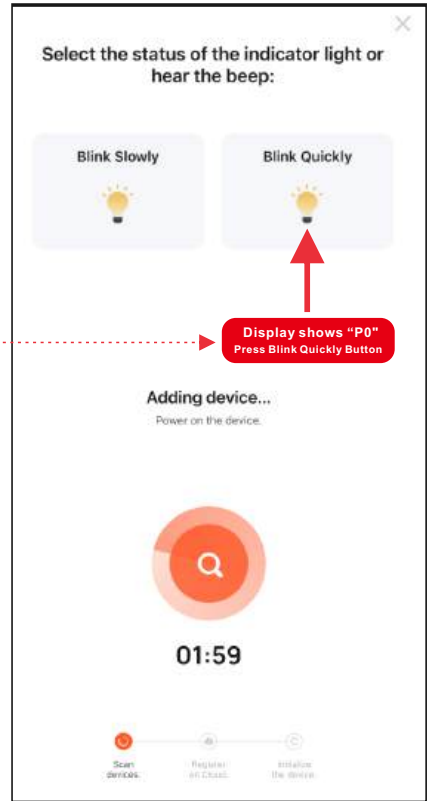 Select the status of the indicator light or
hear the beep:
Blink Slowly
Blink Quickly
Display shows “P0"
Press Blink Quickly Button
Adding device...
Power on the device.
01:59
Scan
devices.
Register
on Cloud.
Initialize
the device.